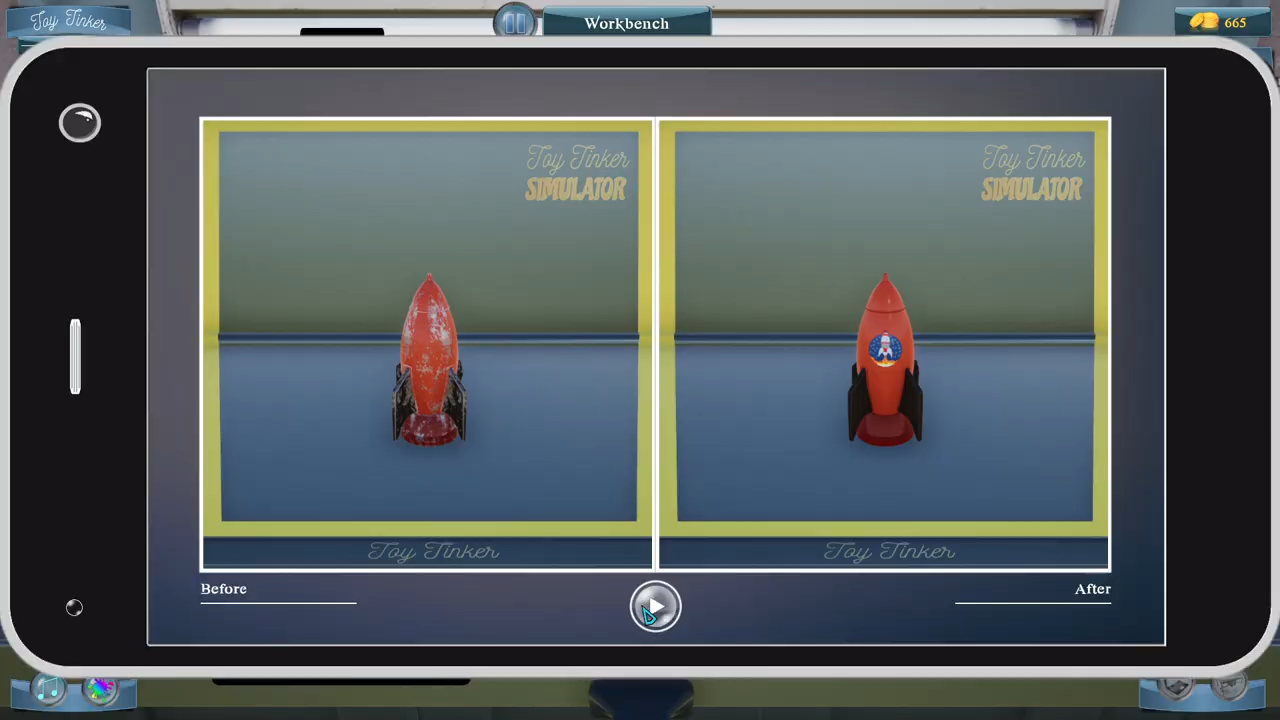 Toy Tinker
Workbench
665
Toy Tinker
SIMULATOR
Toy Tinker
SIMULATOR
Toy Tinker
Toy Tinker
Before
After